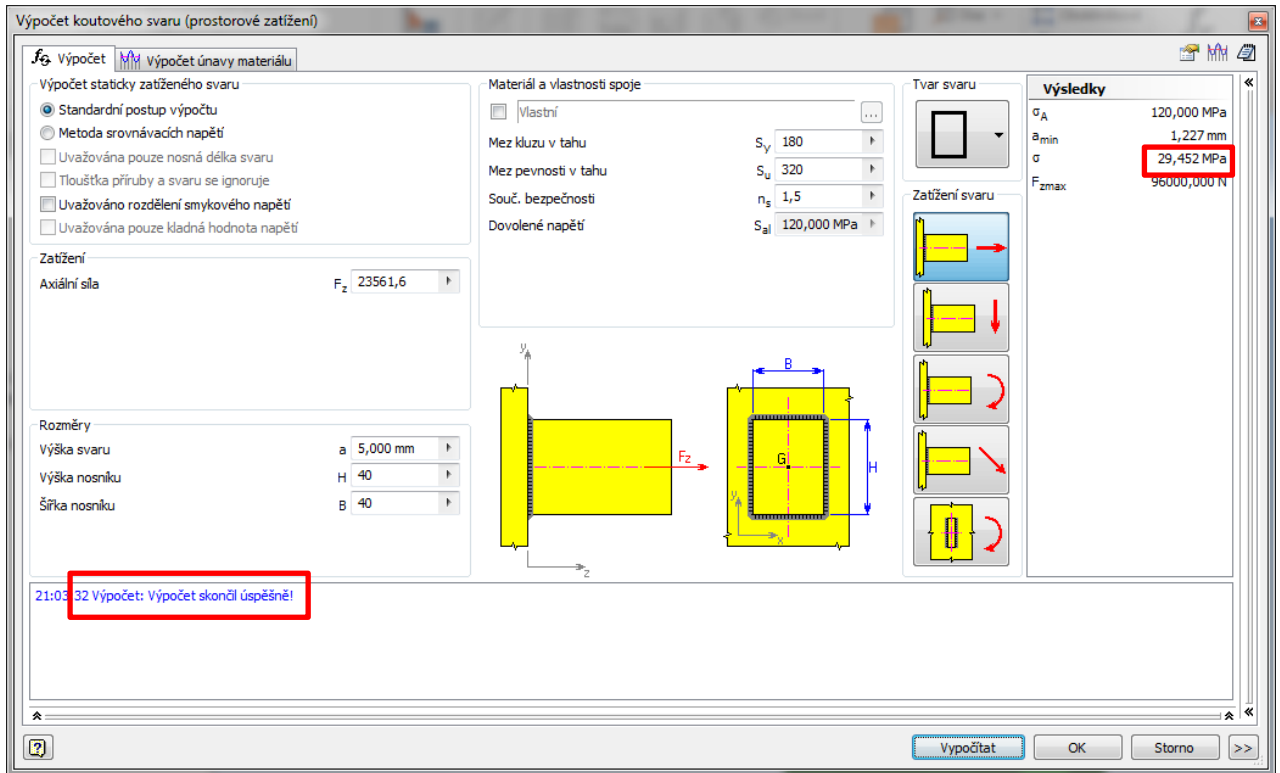 Výpočet koutového svaru (prostorové zatížení)
Výpočet
Výpočet únavy materiálu
Výpočet staticky zatíženého svaru
Standardní postup výpočtu
Metoda srovnávacích napětí
Uvažována pouze nosná délka svaru
Tloušťka příruby a svaru se ignoruje
Uvažováno rozdělení smykového napětí
Uvažována pouze kladná hodnota napětí
Zatížení
Axiální síla Fz 23561,6
Rozměry
Výška svaru a 5,000 mm
Výška nosníku H 40
Šířka nosníku B 40
Materiál a vlastnosti spoje
Vlastní ...
Mez kluzu v tahu Sy 180
Mez pevnosti v tahu Su 320
Souč. bezpečnosti ns 1,5
Dovolené napětí Sal 120,000 MPa
y
Fz
z
B
G
H
y
x
Tvar svaru
Zatížení svaru
Výsledky
σA 120,000 MPa
amin 1,227 mm
σ 29,452 MPa
Fzmax 96000,000 N
21:03:32 Výpočet: Výpočet skončil úspěšně!
?
Vypočítat
OK
Storno
>>